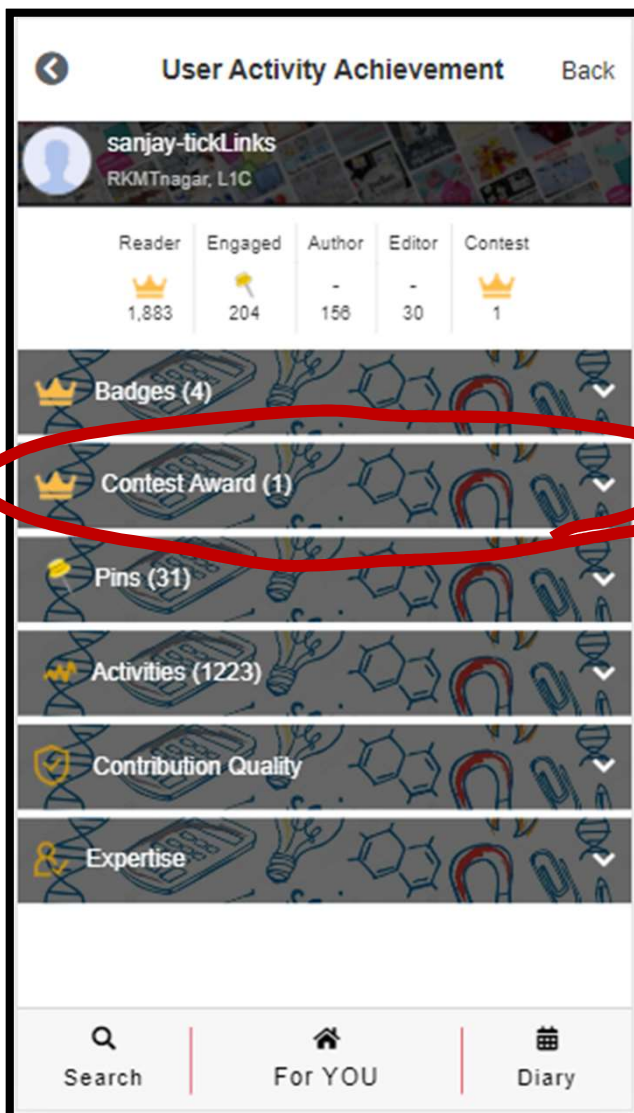 User Activity Achievement Back
sanjay-tickLinks
RKMTnagar, L1C
Reader Engaged Author Editor Contest
- -
1,883 204 156 30 1
Badges (4)
Contest Award (1)
Pins (31)
Activities (1223)
Contribution Quality
Expertise
Search For YOU Diary